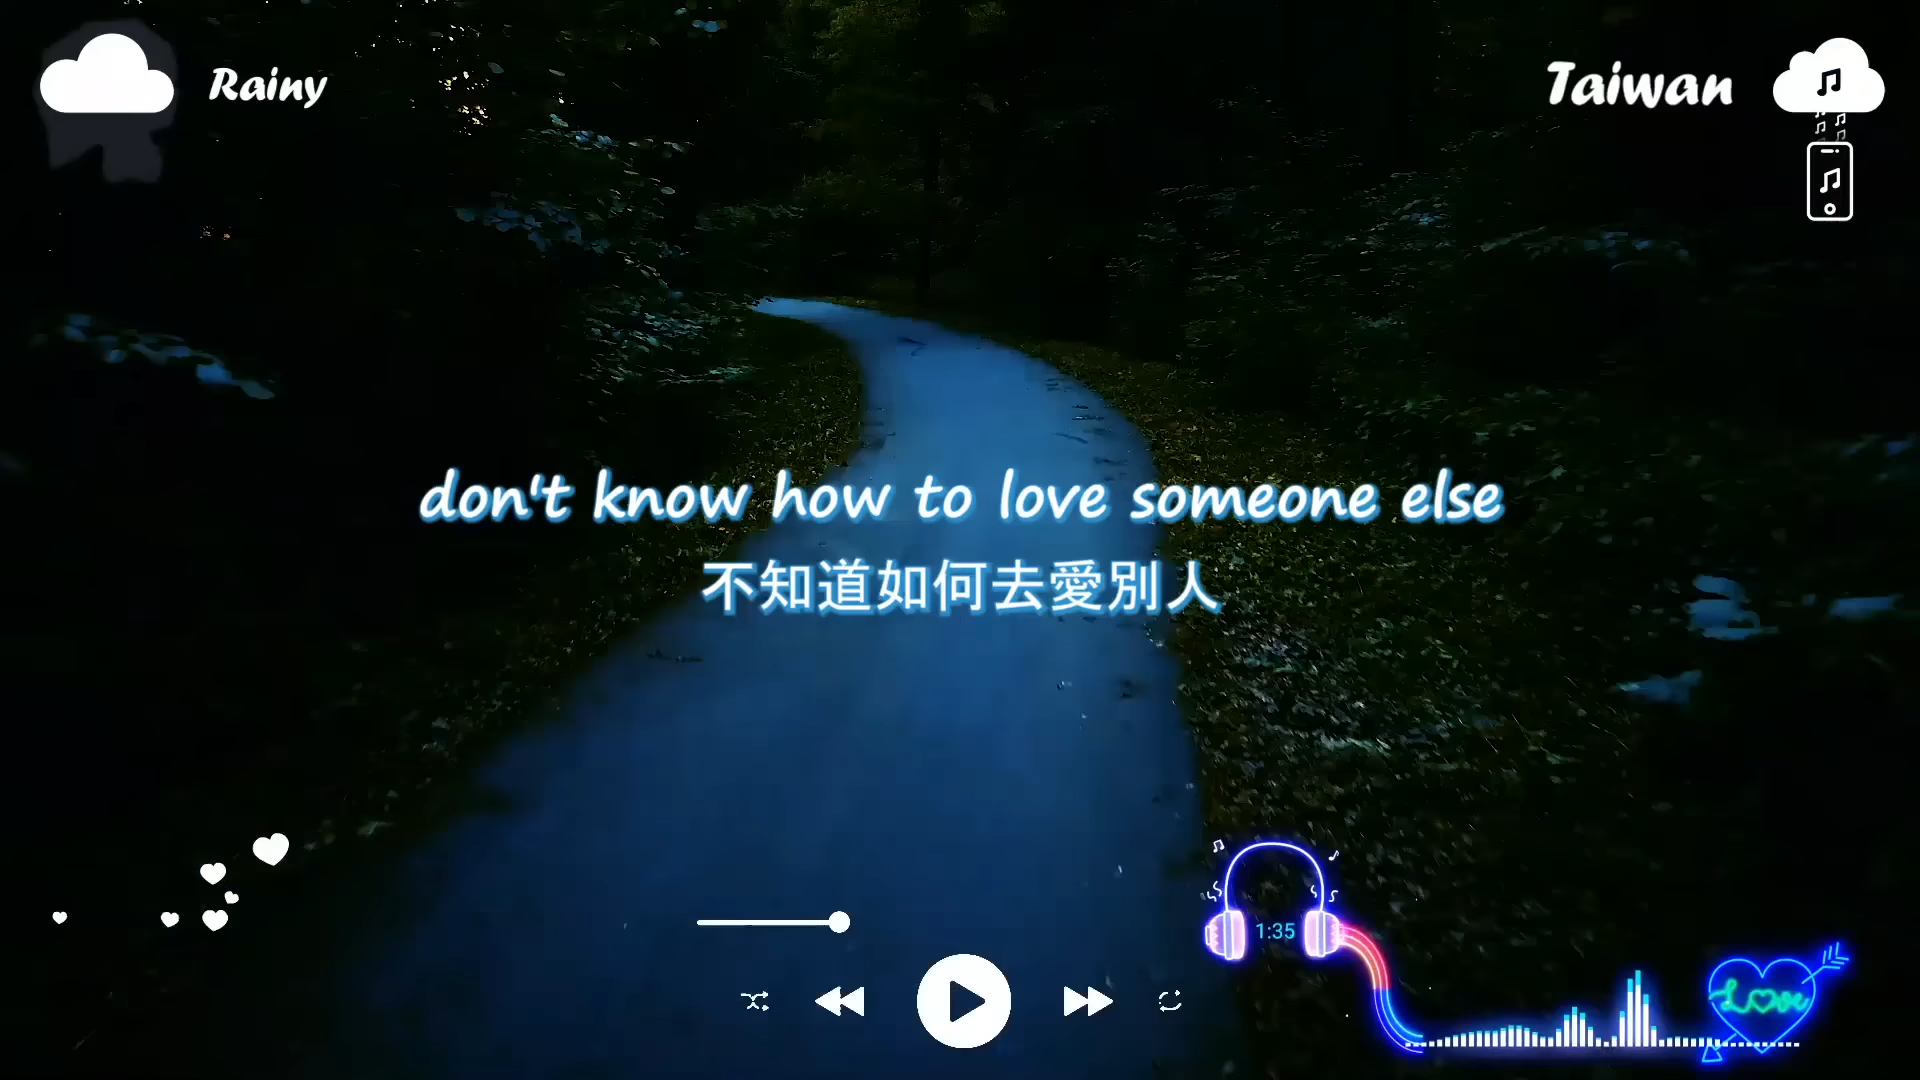 Rainy
Taiwan
don't know how to love someone else
不知道如何去愛別人
1:35
Love